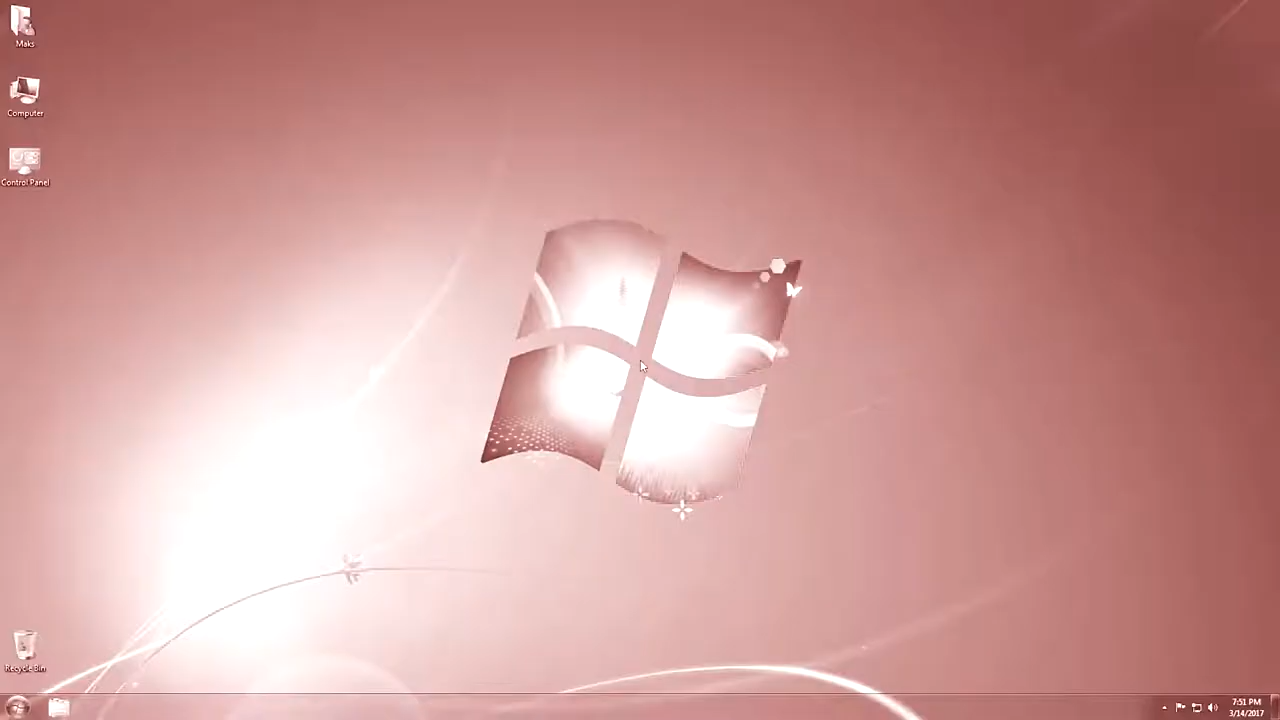 Maks
Computer
Control Panel
Recycle Bin
7:51 PM
3/14/2017